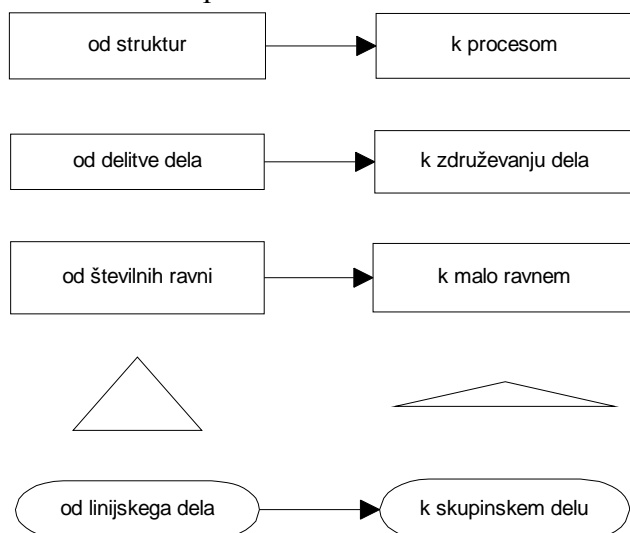 od struktur
k procesom
od delitve dela
k združevanju dela
od številnih ravni
k malo ravnem
od linijskega dela
k skupinskem delu